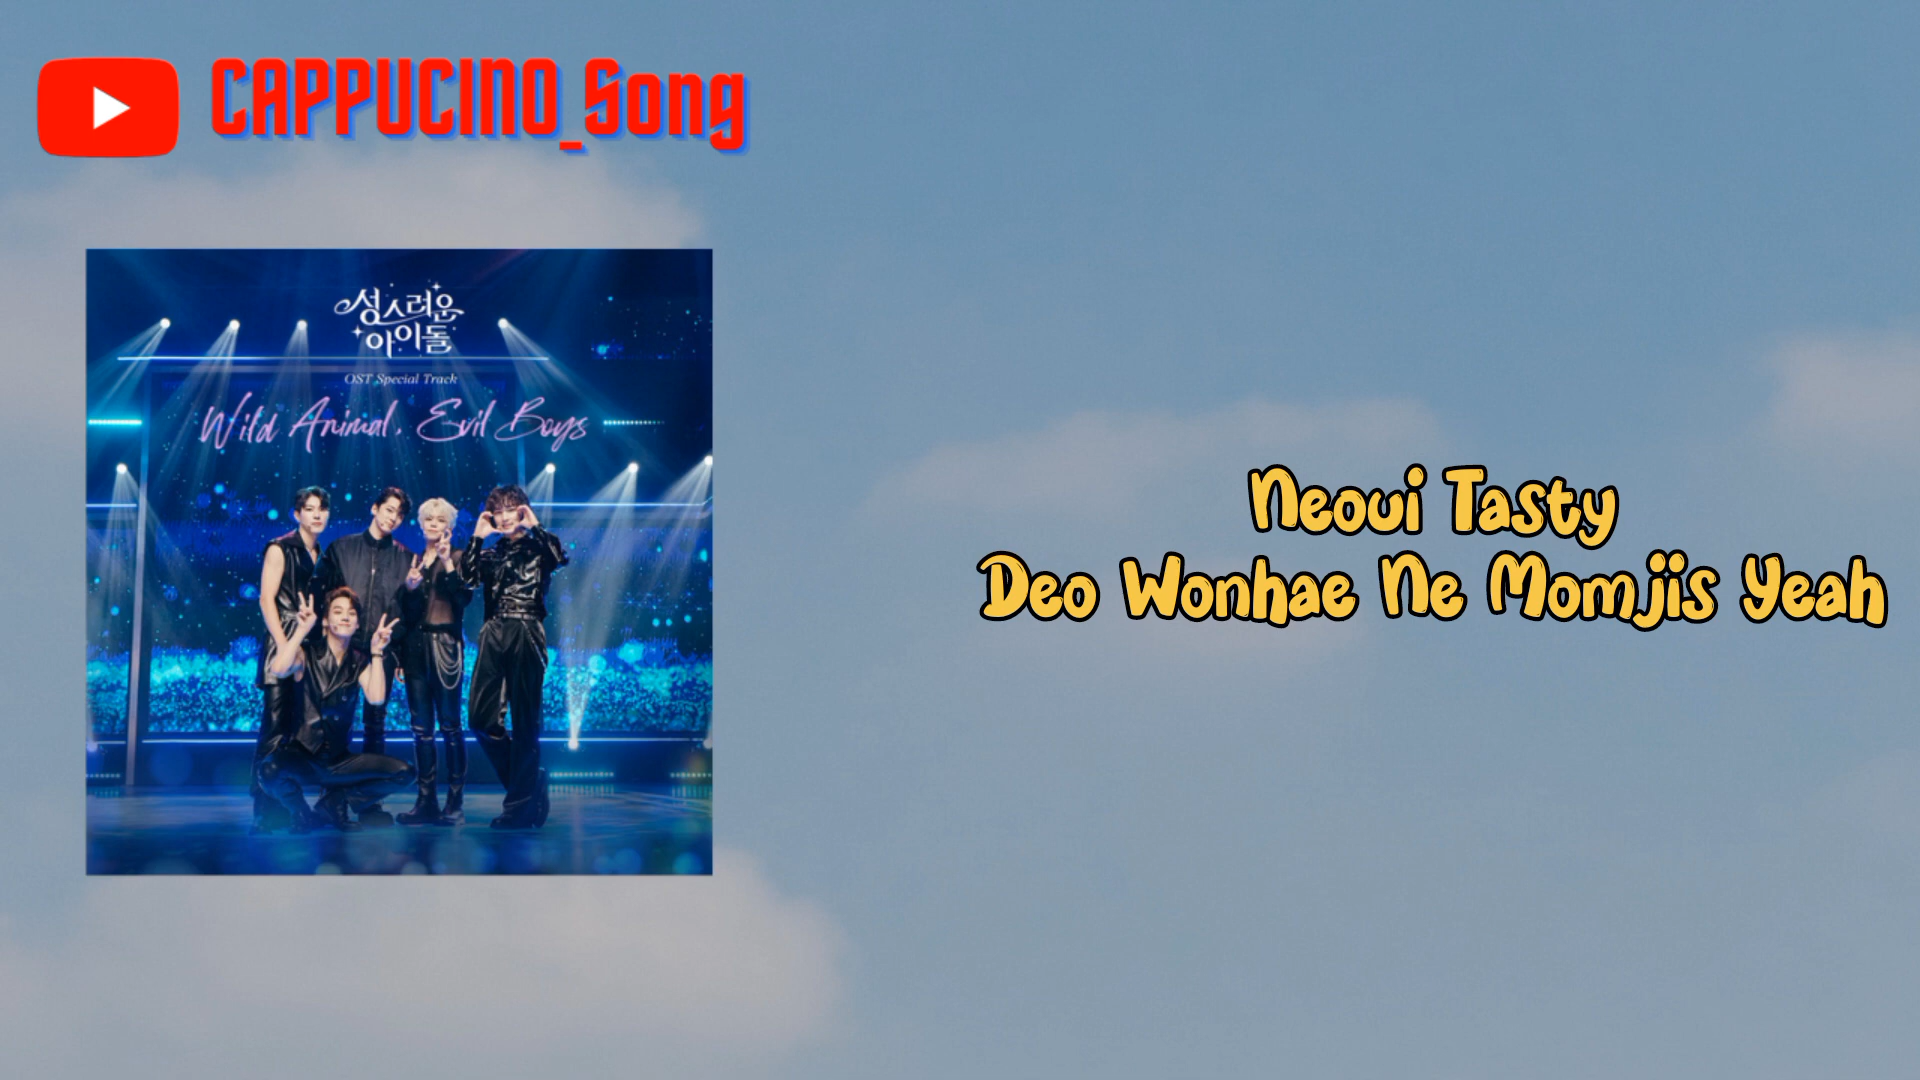 CAPPUCINO_Song
성스러운
아이돌
OST Special Track
Wild Animal, Evil Boys
Neoui Tasty
Deo Wonhae Ne Momjis Yeah